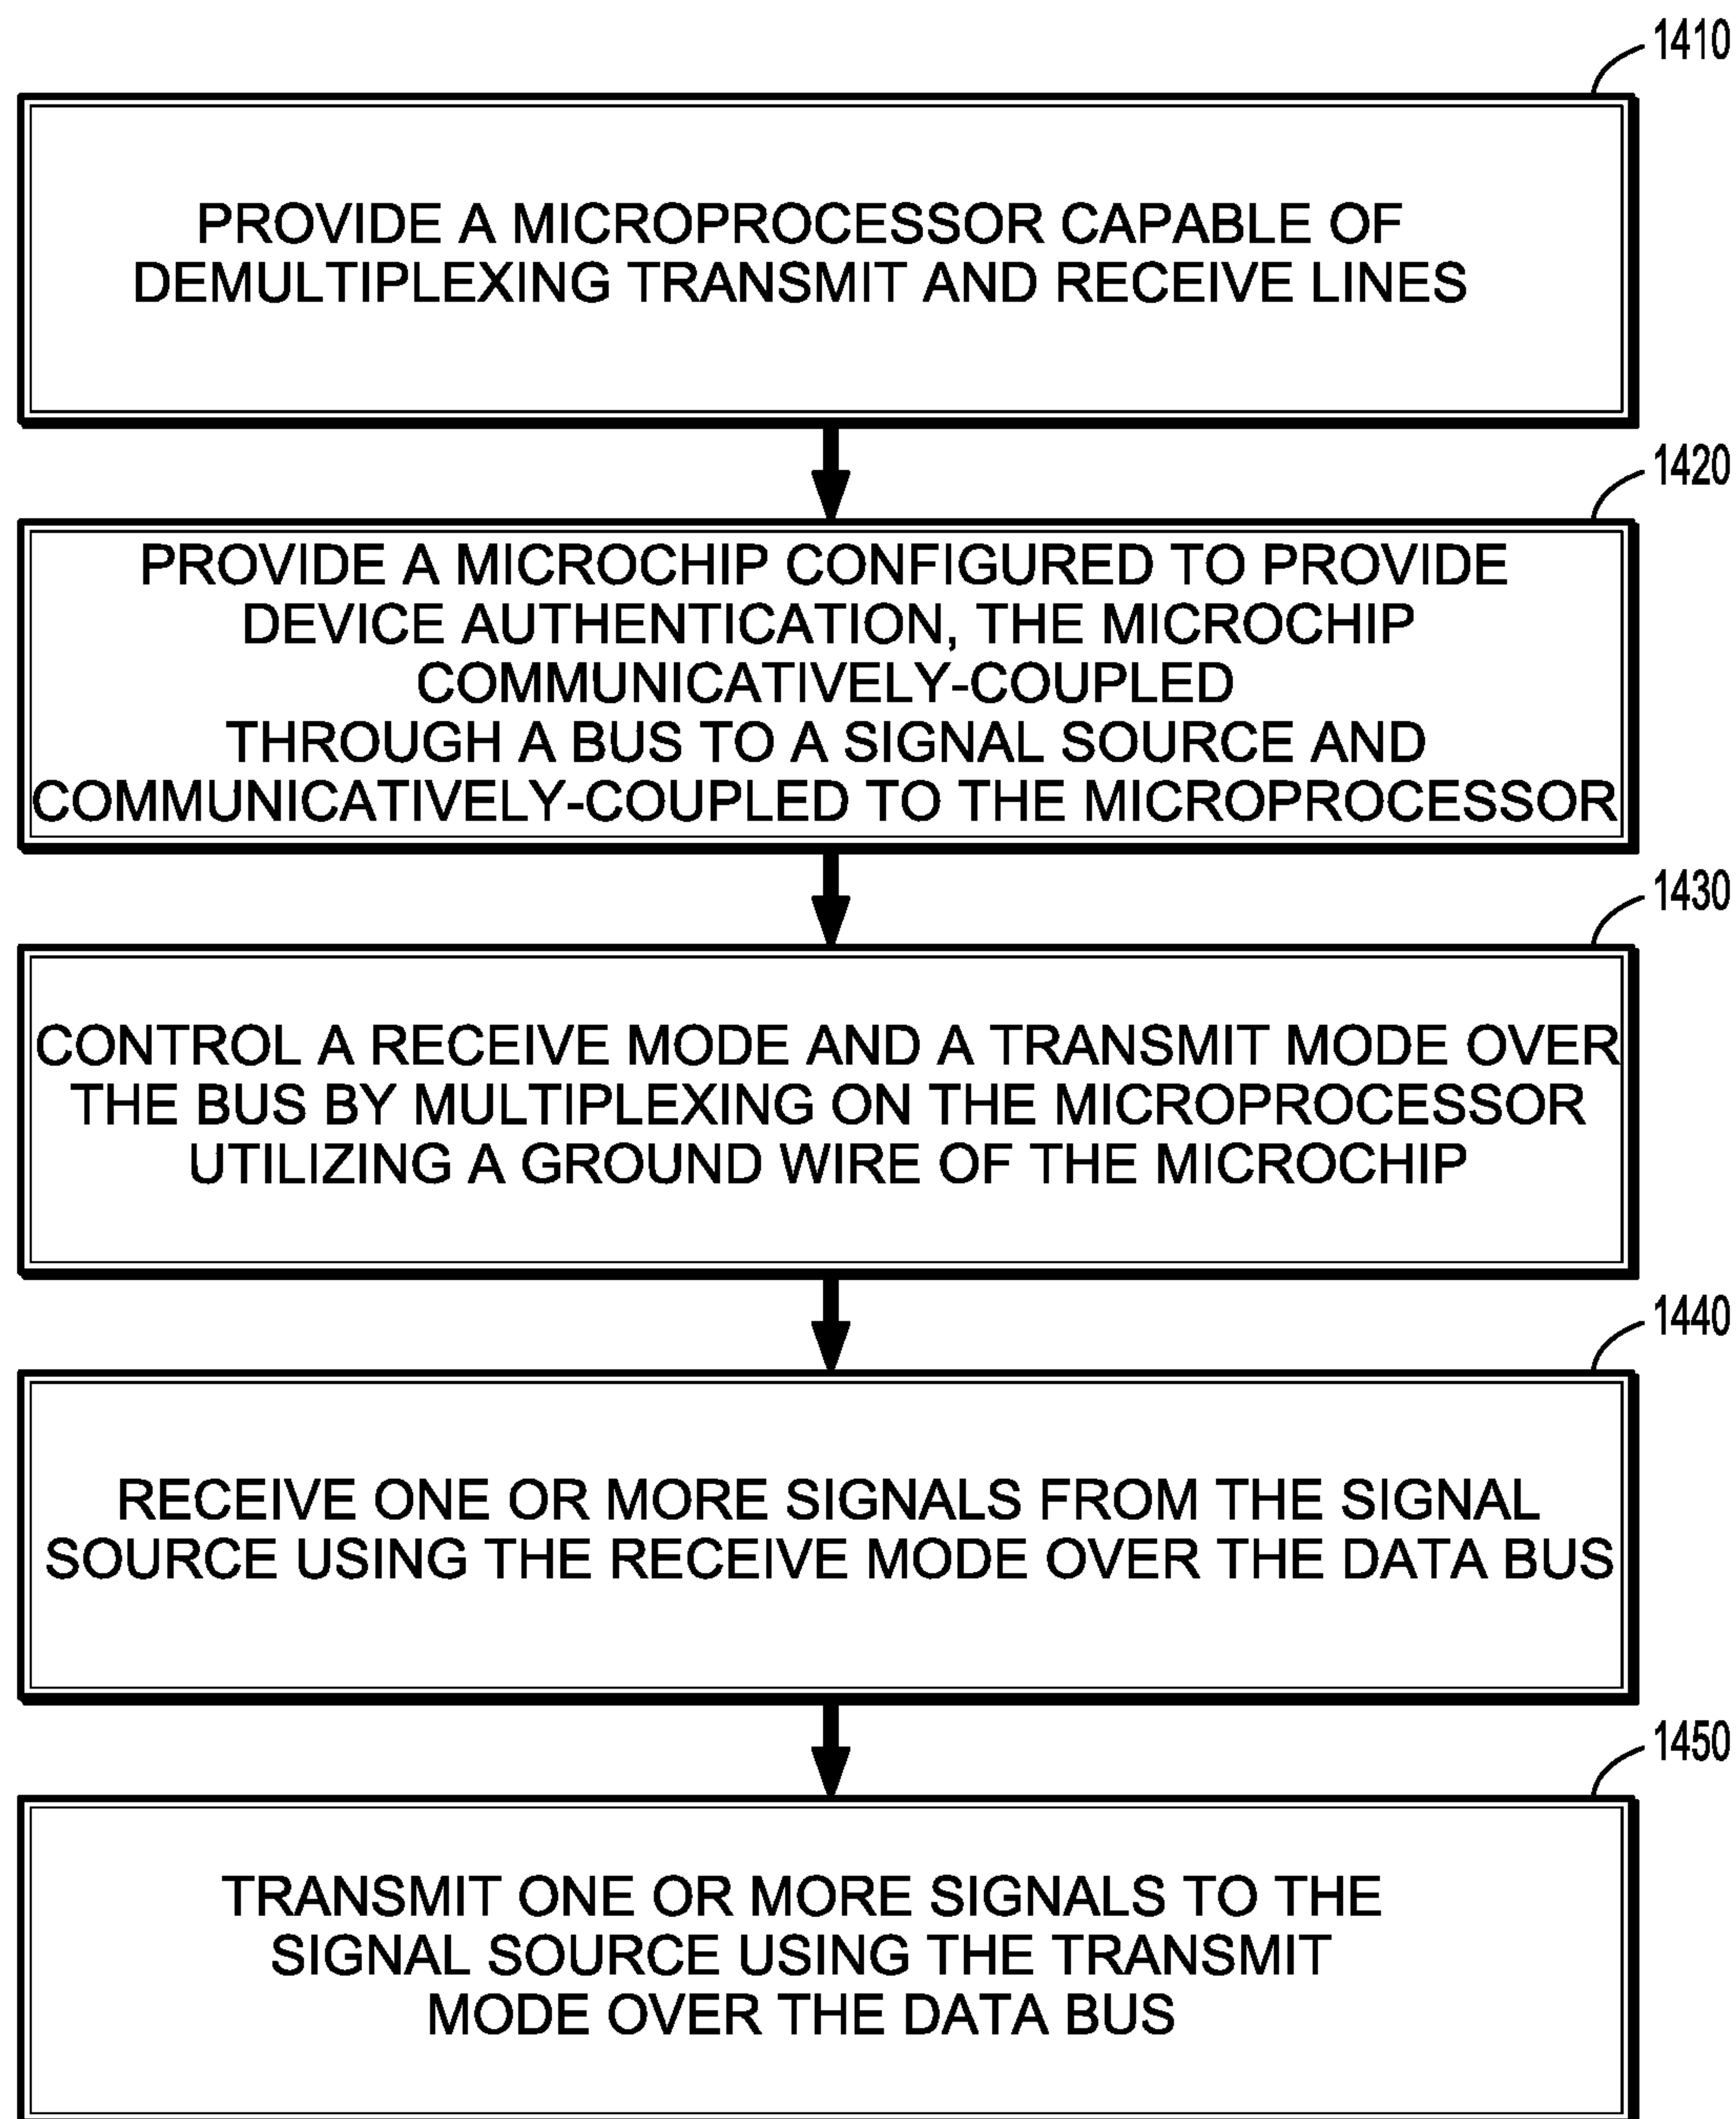 1410
PROVIDE A MICROPROCESSOR CAPABLE OF
DEMULTIPLEXING TRANSMIT AND RECEIVE LINES
1420
PROVIDE A MICROCHIP CONFIGURED TO PROVIDE
DEVICE AUTHENTICATION, THE MICROCHIP
COMMUNICATIVELY-COUPLED
THROUGH A BUS TO A SIGNAL SOURCE AND
COMMUNICATIVELY-COUPLED TO THE MICROPROCESSOR
1430
CONTROL A RECEIVE MODE AND A TRANSMIT MODE OVER
THE BUS BY MULTIPLEXING ON THE MICROPROCESSOR
UTILIZING A GROUND WIRE OF THE MICROCHIP
1440
RECEIVE ONE OR MORE SIGNALS FROM THE SIGNAL
SOURCE USING THE RECEIVE MODE OVER THE DATA BUS
1450
TRANSMIT ONE OR MORE SIGNALS TO THE
SIGNAL SOURCE USING THE TRANSMIT
MODE OVER THE DATA BUS